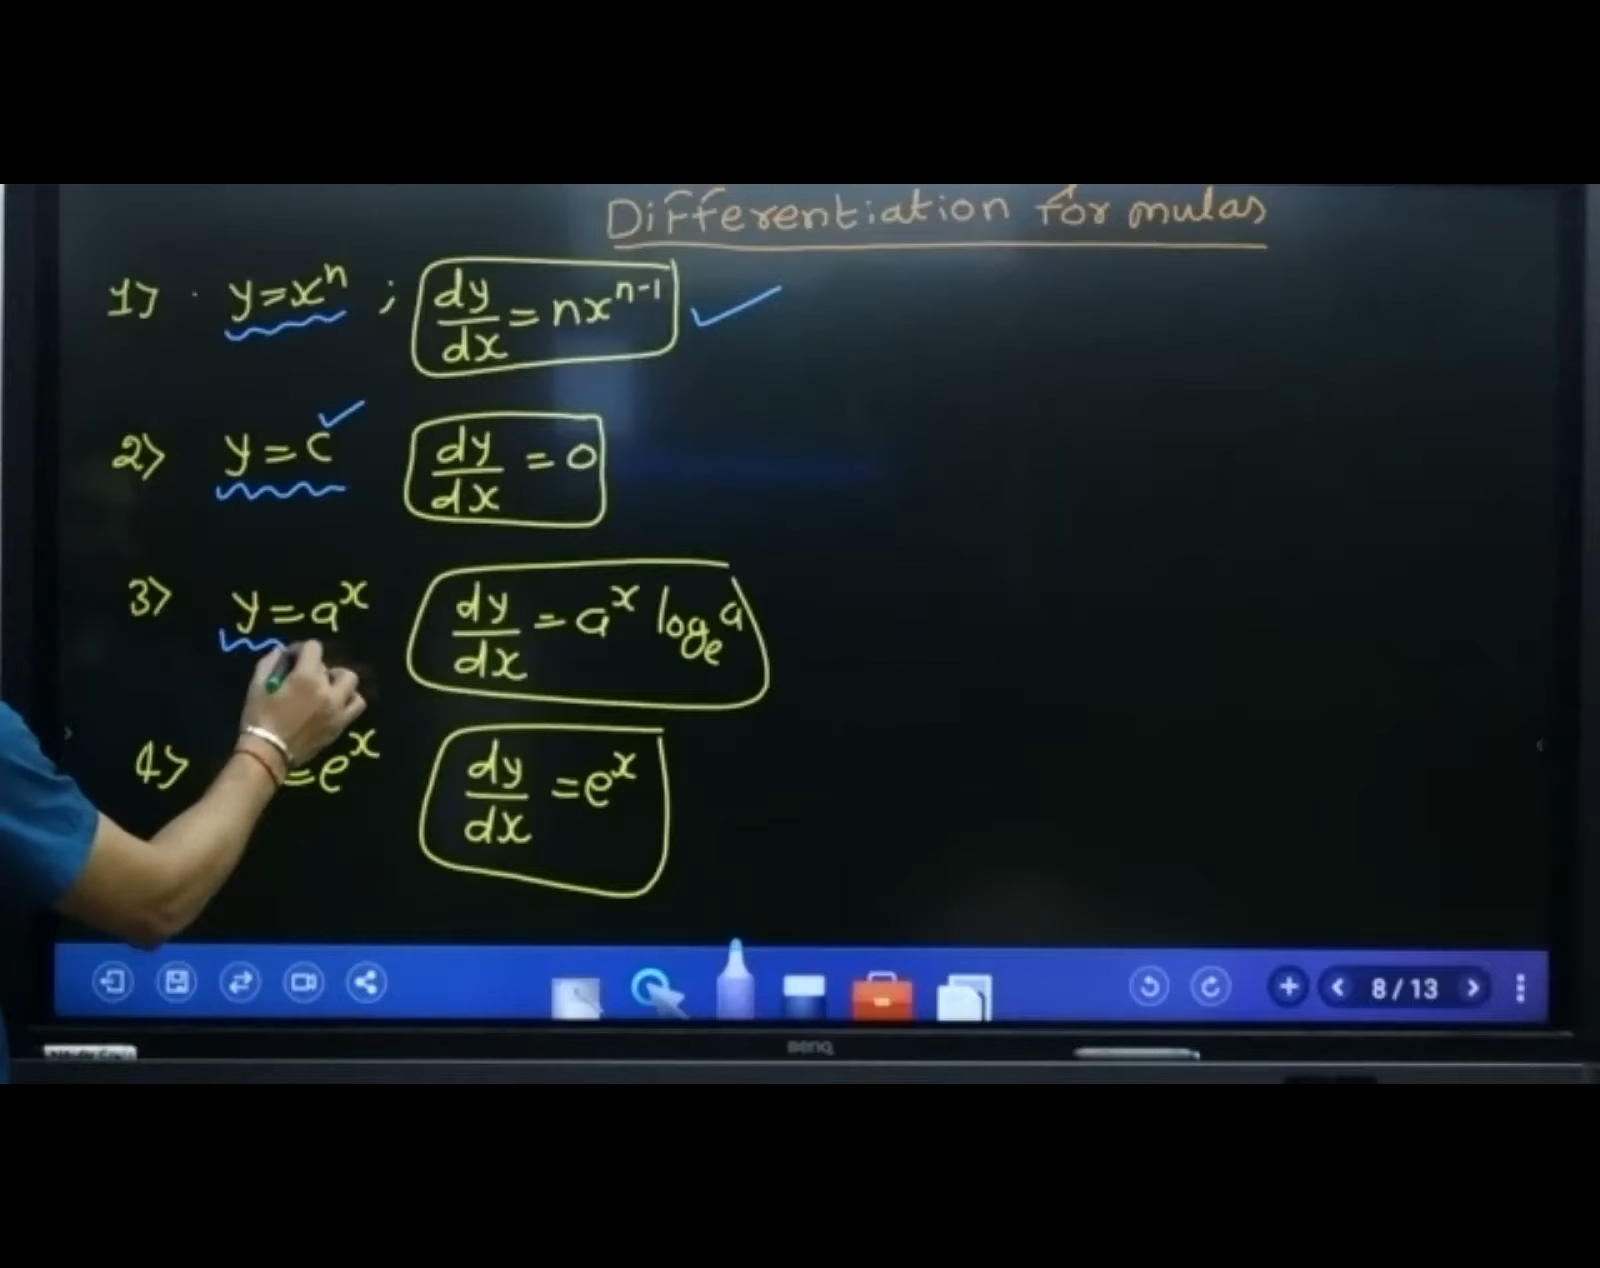 Differentiation formulas
1) y=xⁿ ; dy/dx = nxⁿ⁻¹
2) y=c dy/dx = 0
3) y=aˣ dy/dx = aˣ logₑ a
4) =eˣ dy/dx = eˣ
8/13
BenQ